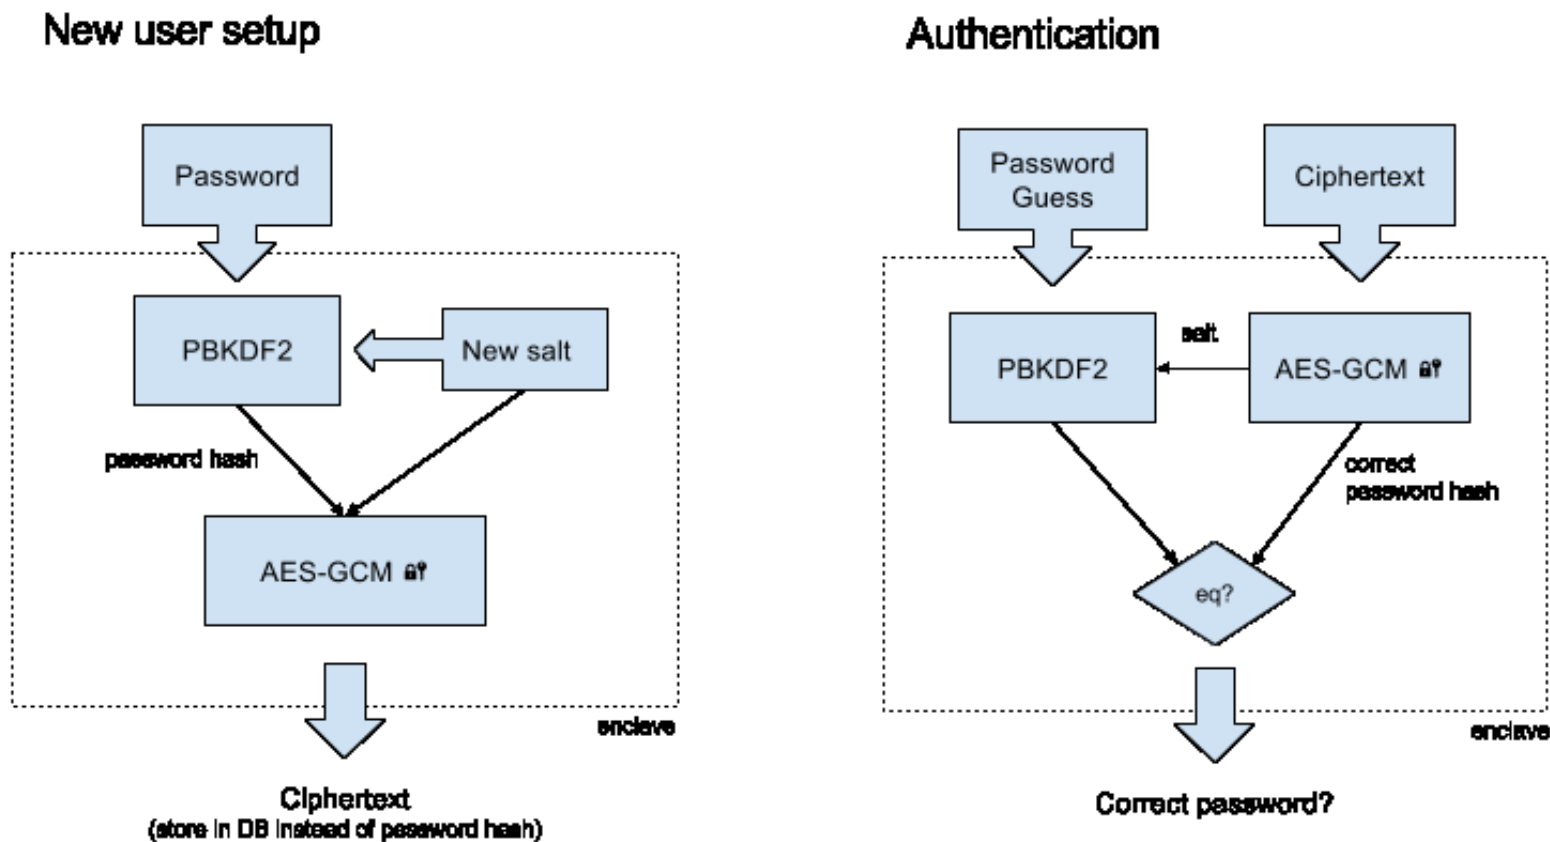 New user setup
Password
PBKDF2
New salt
password hash
AES-GCM
enclave
Ciphertext
(store in DB instead of password hash)
Authentication
Password
Guess
Ciphertext
PBKDF2
salt
AES-GCM
correct
password hash
eq?
enclave
Correct password?